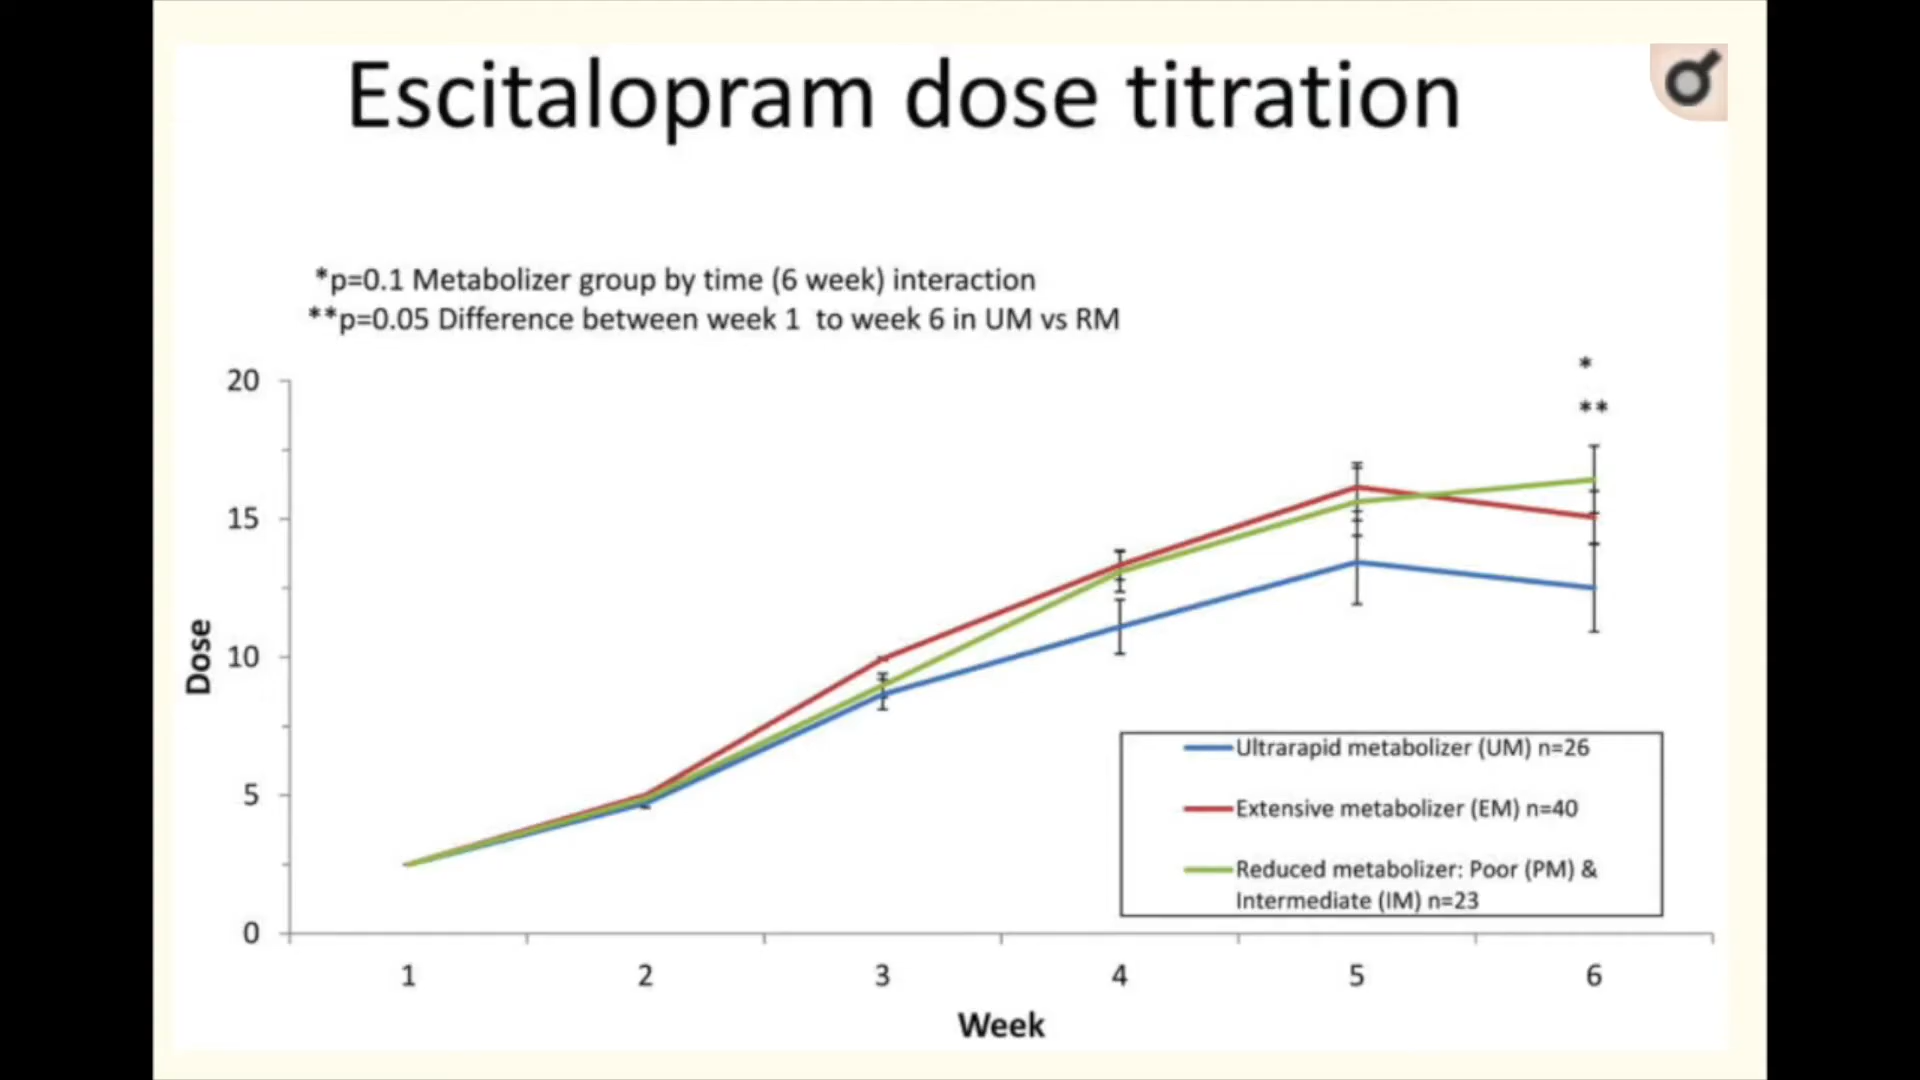 Escitalopram dose titration
*p=0.1 Metabolizer group by time (6 week) interaction
**p=0.05 Difference between week 1 to week 6 in UM vs RM
*
**
20
15
10
5
0
Dose
Ultrarapid metabolizer (UM) n=26
Extensive metabolizer (EM) n=40
Reduced metabolizer: Poor (PM) &
Intermediate (IM) n=23
1 2 3 4 5 6
Week